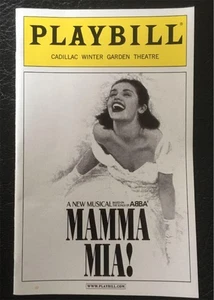 PLAYBILL®
CADILLAC WINTER GARDEN THEATRE
A NEW MUSICAL BASED ON THE SONGS OF ABBA®
MAMMA
MIA!
WWW.PLAYBILL.COM